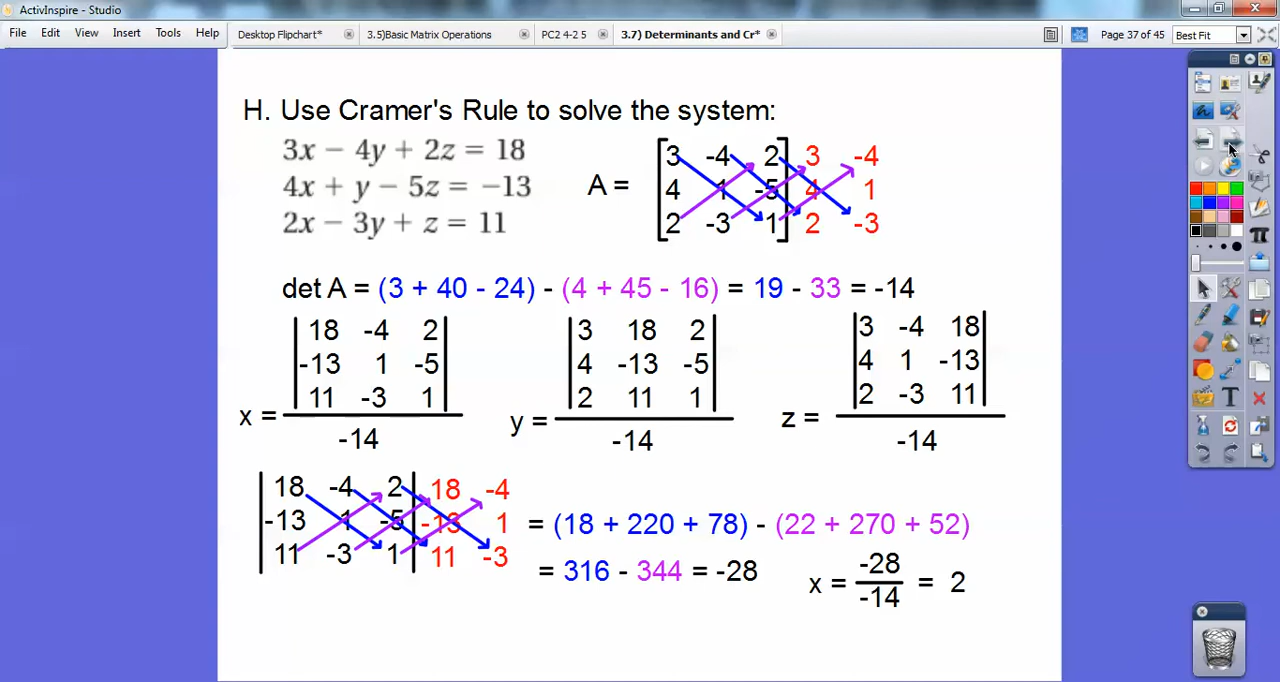 ActivInspire - Studio
File Edit View Insert Tools Help Desktop Flipchart* 3.5)Basic Matrix Operations PC2 4-2 5 3.7) Determinants and Cr* Page 37 of 45 Best Fit
H. Use Cramer's Rule to solve the system:
3x − 4y + 2z = 18
4x + y − 5z = −13
2x − 3y + z = 11
A =
3 -4 2 3 -4
4 1 -5 4 1
2 -3 1 2 -3
det A = (3 + 40 - 24) - (4 + 45 - 16) = 19 - 33 = -14
x =
18 -4 2
-13 1 -5
11 -3 1
-14
y =
3 18 2
4 -13 -5
2 11 1
-14
z =
3 -4 18
4 1 -13
2 -3 11
-14
18 -4 2 18 -4
-13 1 -5 -13 1
11 -3 1 11 -3
= (18 + 220 + 78) - (22 + 270 + 52)
= 316 - 344 = -28
x = -28
-14
= 2